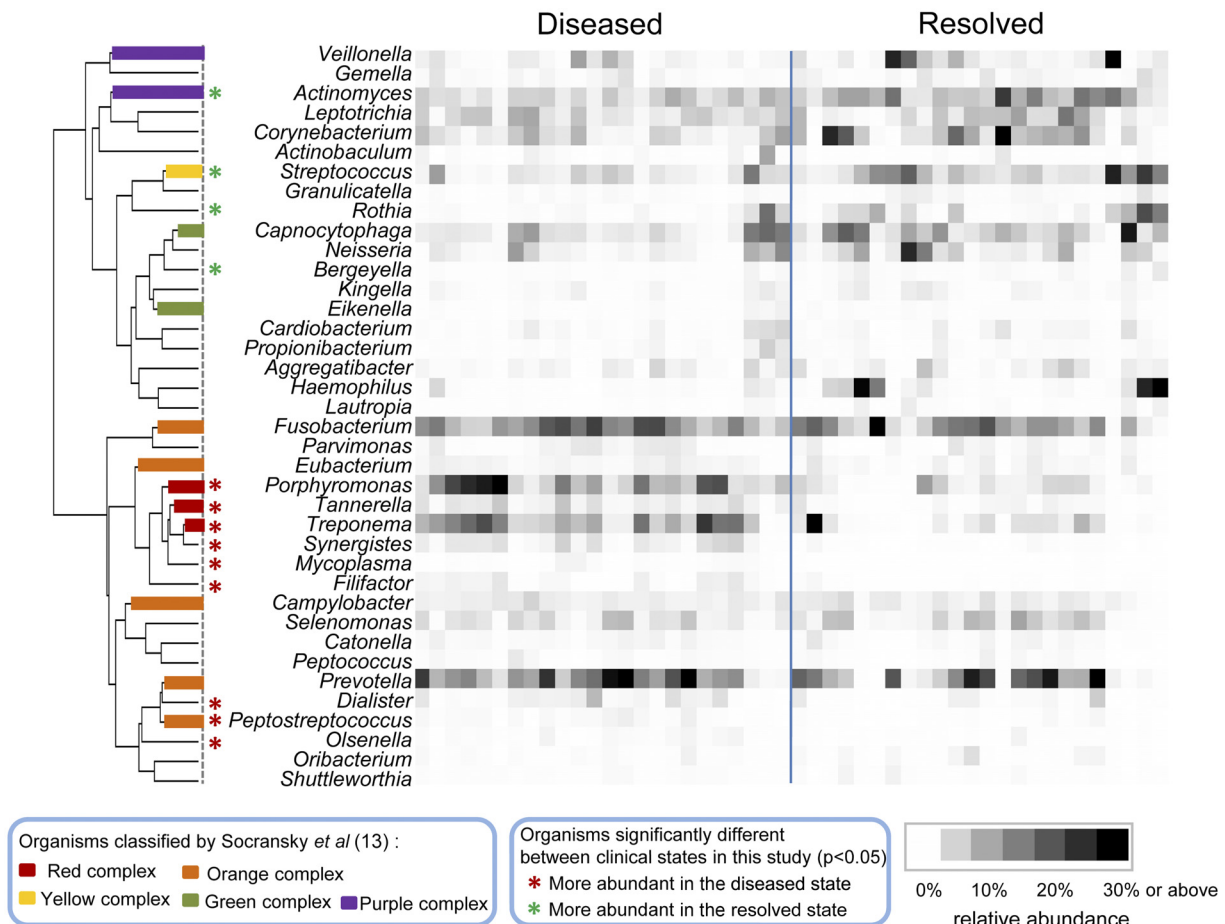 Diseased Resolved
Veillonella
Gemella
* Actinomyces
Leptotrichia
Corynebacterium
Actinobaculum
* Streptococcus
Granulicatella
* Rothia
Capnocytophaga
Neisseria
* Bergeyella
Kingella
Eikenella
Cardiobacterium
Propionibacterium
Aggregatibacter
Haemophilus
Lautropia
Fusobacterium
Parvimonas
Eubacterium
* Porphyromonas
* Tannerella
* Treponema
* Synergistes
* Mycoplasma
* Filifactor
Campylobacter
Selenomonas
Catonella
Peptococcus
Prevotella
* Dialister
* Peptostreptococcus
* Olsenella
Oribacterium
Shuttleworthia
Organisms classified by Socransky et al (13) :
Red complex Orange complex
Yellow complex Green complex Purple complex
Organisms significantly different
between clinical states in this study (p<0.05)
* More abundant in the diseased state
* More abundant in the resolved state
0% 10% 20% 30% or above
relative abundance